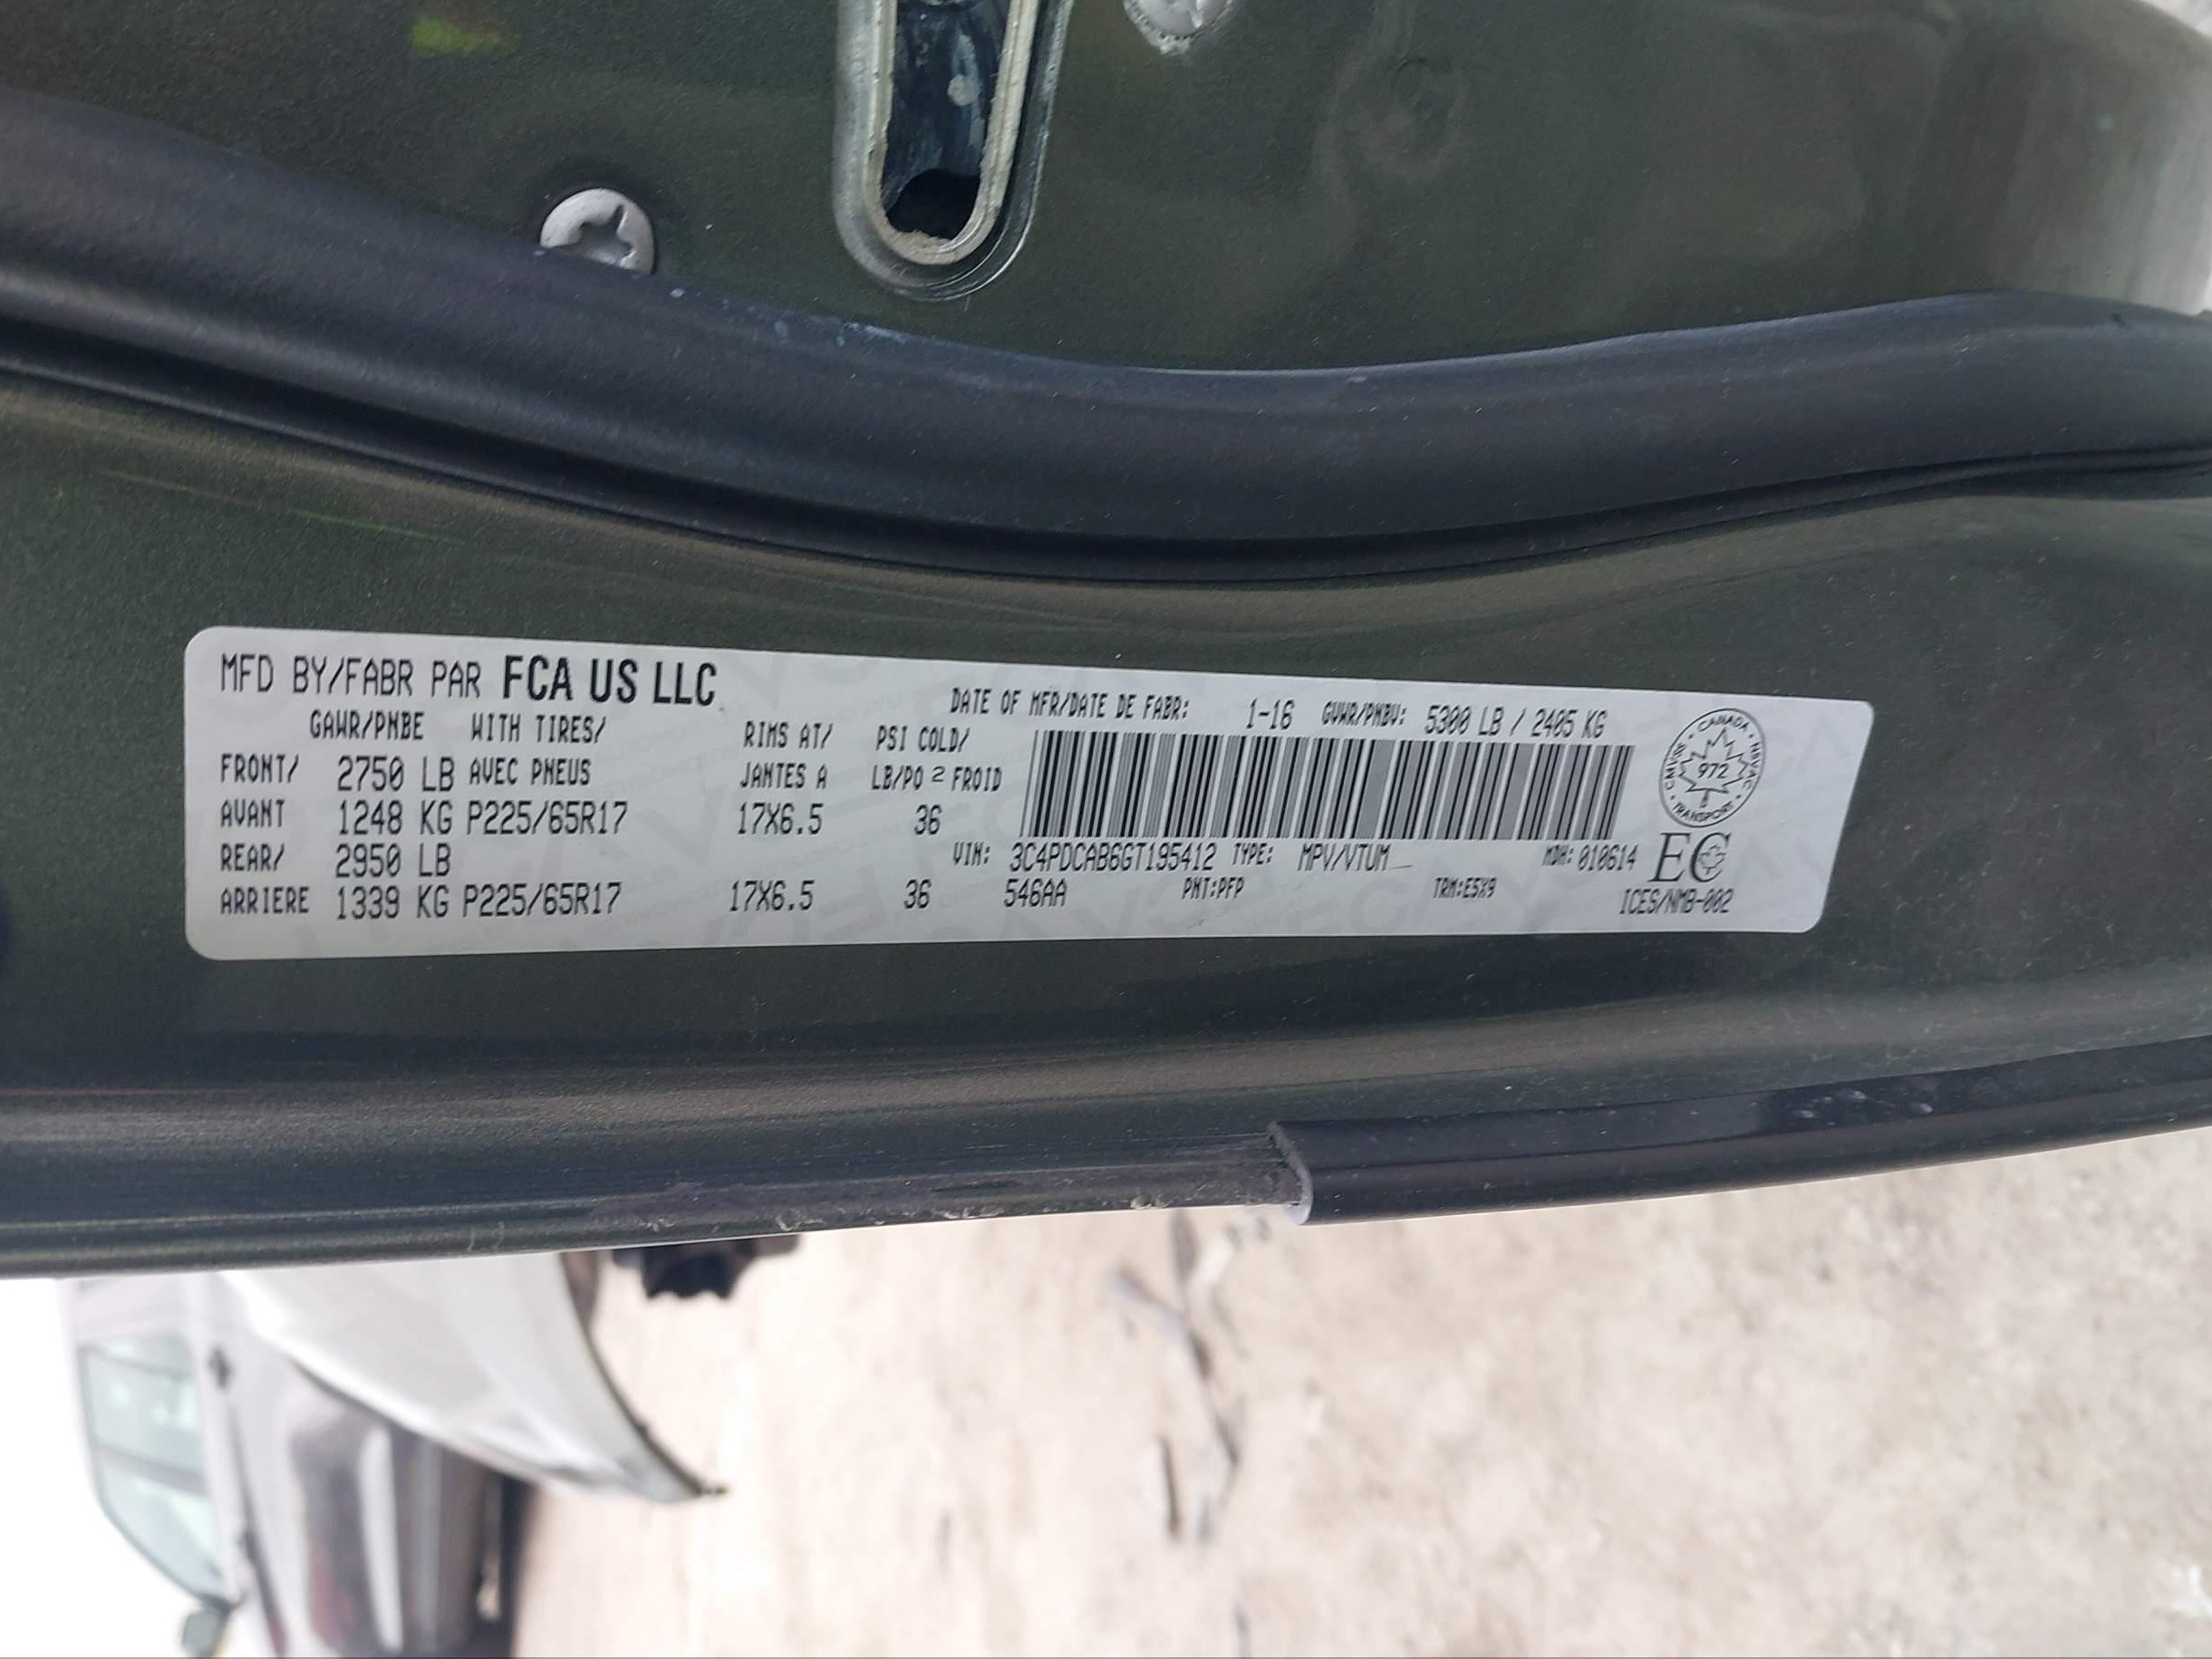 MFD BY/FABR PAR FCA US LLC
DATE OF MFR/DATE DE FABR: 1-16 GVWR/PNBV: 5300 LB / 2405 KG
GAWR/PNBE WITH TIRES/ RIMS AT/ PSI COLD/
FRONT/ 2750 LB AVEC PNEUS JANTES A LB/PO 2 FROID
AVANT 1248 KG P225/65R17 17X6.5 36
REAR/ 2950 LB
ARRIERE 1339 KG P225/65R17 17X6.5 36
VIN: 3C4PDCAB6GT195412 TYPE: MPV/VTUM MDH: 010614
546AA PNT:PFP TRM:E5X9
CANADA
972
TRANSPORT
EC
ICES/NMB-002